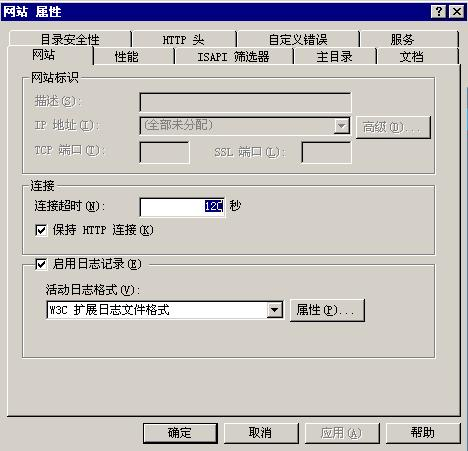 网站 属性
目录安全性 HTTP 头 自定义错误 服务
网站 性能 ISAPI 筛选器 主目录 文档
网站标识
描述(S):
IP 地址(I): (全部未分配) 高级(D)...
TCP 端口(T): SSL 端口(L):
连接
连接超时(N): 120 秒
保持 HTTP 连接(K)
启用日志记录(E)
活动日志格式(V):
W3C 扩展日志文件格式 属性(P)...
确定 取消 应用(A) 帮助